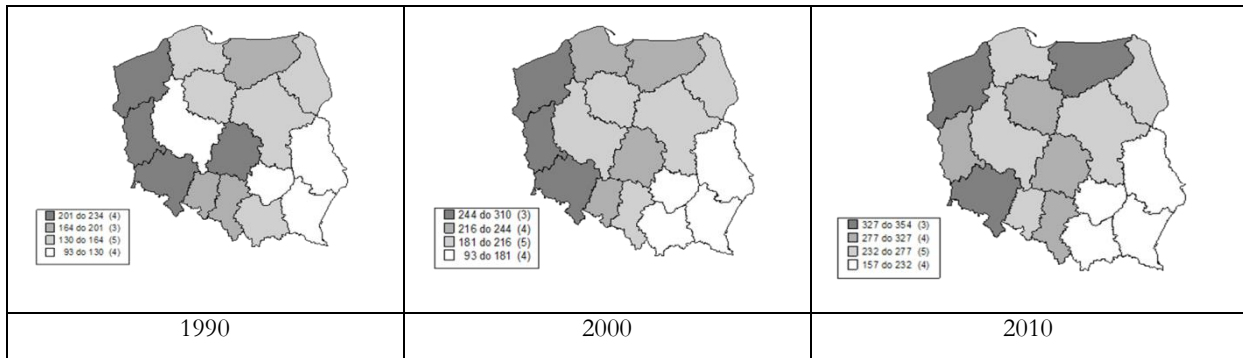 201 do 234 (4)
164 do 201 (3)
130 do 164 (5)
93 do 130 (4)
244 do 310 (3)
216 do 244 (4)
181 do 216 (5)
93 do 181 (4)
327 do 354 (3)
277 do 327 (4)
232 do 277 (5)
157 do 232 (4)
1990
2000
2010